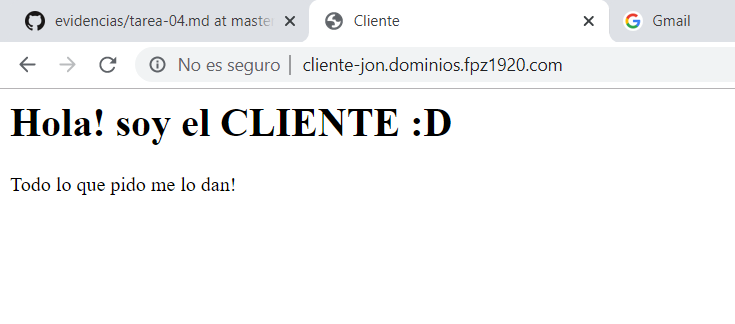 evidencias/tarea-04.md at master
Cliente
Gmail
No es seguro | cliente-jon.dominios.fpz1920.com
Hola! soy el CLIENTE :D
Todo lo que pido me lo dan!